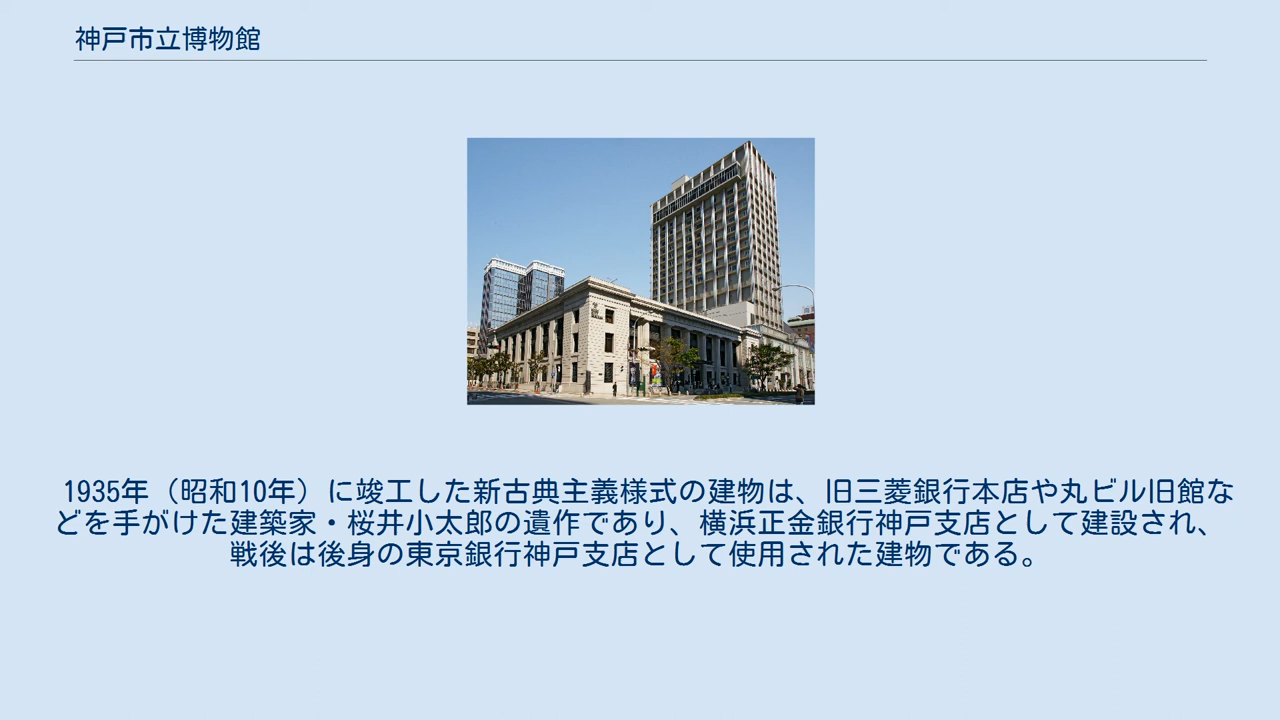 神戸市立博物館
1935年（昭和10年）に竣工した新古典主義様式の建物は、旧三菱銀行本店や丸ビル旧館な
どを手がけた建築家・桜井小太郎の遺作であり、横浜正金銀行神戸支店として建設され、
戦後は後身の東京銀行神戸支店として使用された建物である。